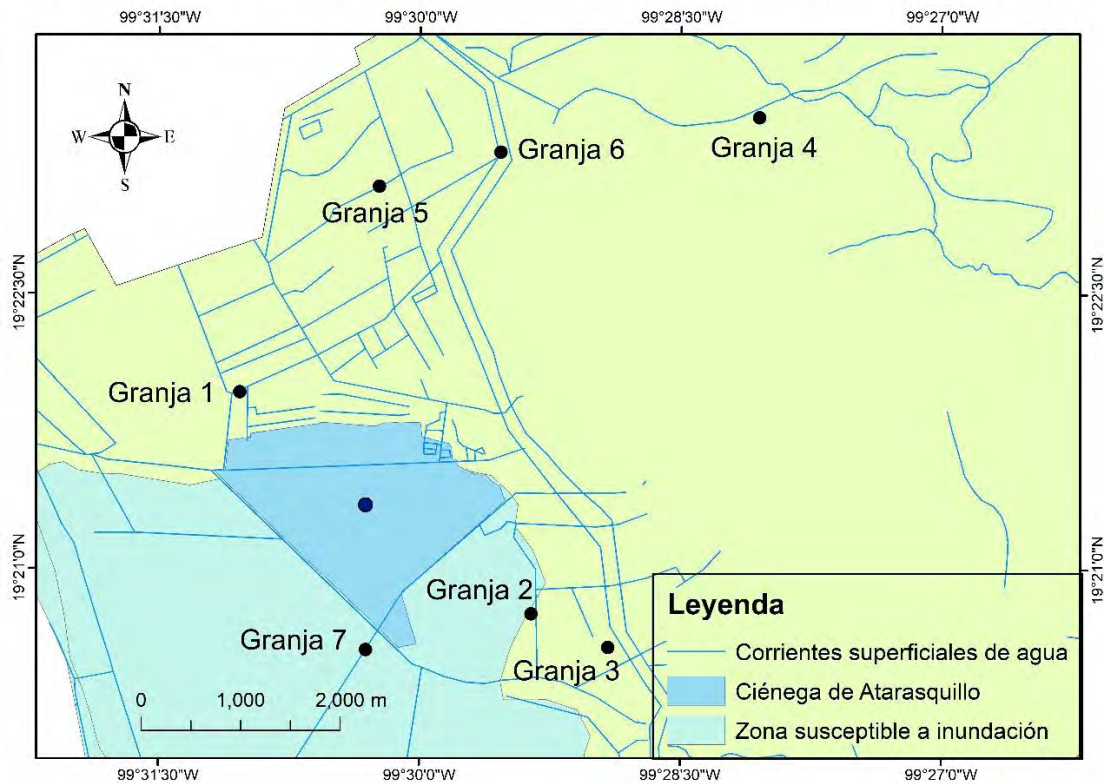 99°31'30"W 99°30'0"W 99°28'30"W 99°27'0"W
N
W E
S
Granja 6
Granja 4
Granja 5
19°22'30"N
19°22'30"N
Granja 1
19°21'0"N
19°21'0"N
Granja 2
Granja 7
Granja 3
0 1,000 2,000 m
Leyenda
Corrientes superficiales de agua
Ciénega de Atarasquillo
Zona susceptible a inundación
99°31'30"W 99°30'0"W 99°28'30"W 99°27'0"W